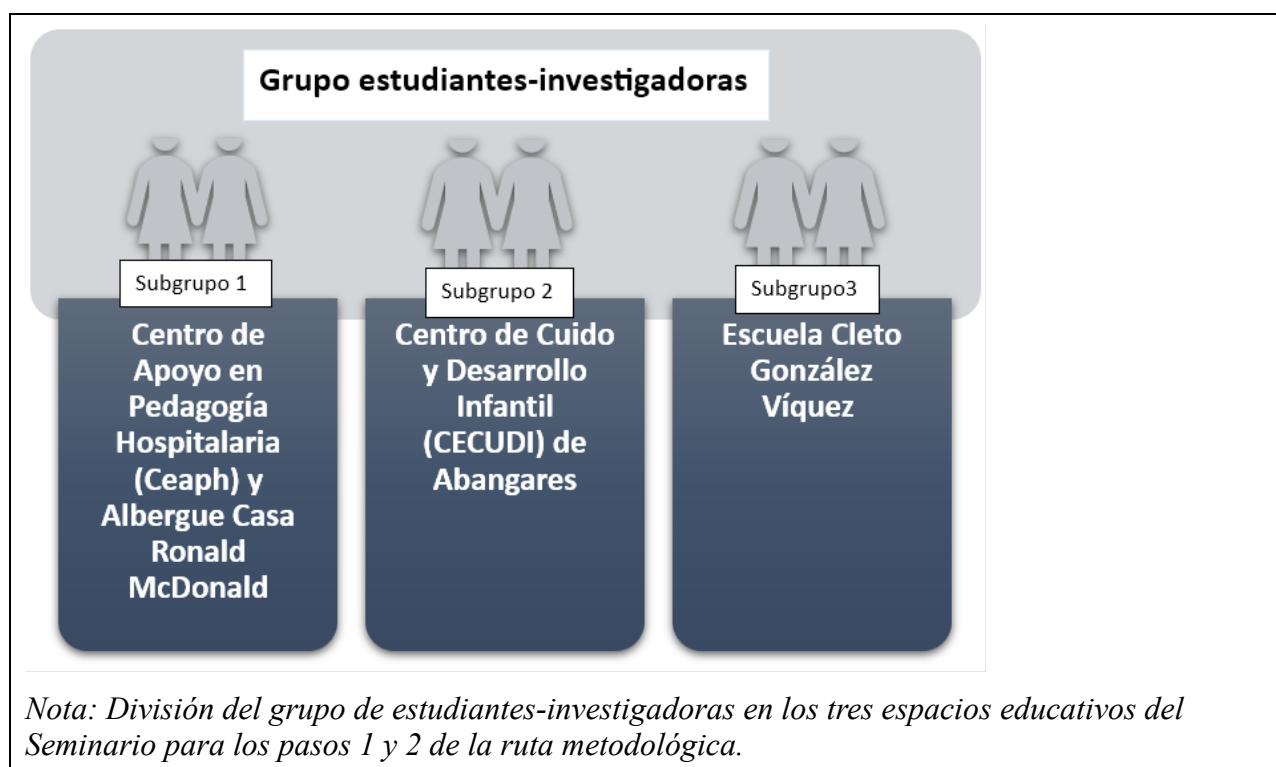 Grupo estudiantes-investigadoras
Subgrupo 1
Centro de
Apoyo en
Pedagogía
Hospitalaria
(Ceaph) y
Albergue Casa
Ronald
McDonald
Subgrupo 2
Centro de Cuido
y Desarrollo
Infantil
(CECUDI) de
Abangares
Subgrupo3
Escuela Cleto
González
Víquez
Nota: División del grupo de estudiantes-investigadoras en los tres espacios educativos del
Seminario para los pasos 1 y 2 de la ruta metodológica.